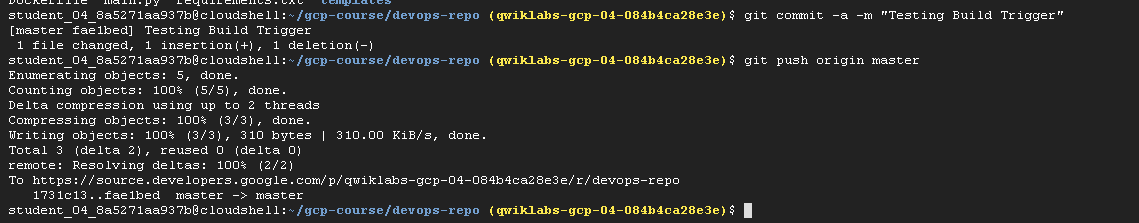 Dockerfile  main.py  requirements.txt  templates
student_04_8a5271aa937b@cloudshell:~/gcp-course/devops-repo (qwiklabs-gcp-04-084b4ca28e3e)$ git commit -a -m "Testing Build Trigger"
[master fae1bed] Testing Build Trigger
 1 file changed, 1 insertion(+), 1 deletion(-)
student_04_8a5271aa937b@cloudshell:~/gcp-course/devops-repo (qwiklabs-gcp-04-084b4ca28e3e)$ git push origin master
Enumerating objects: 5, done.
Counting objects: 100% (5/5), done.
Delta compression using up to 2 threads
Compressing objects: 100% (3/3), done.
Writing objects: 100% (3/3), 310 bytes | 310.00 KiB/s, done.
Total 3 (delta 2), reused 0 (delta 0)
remote: Resolving deltas: 100% (2/2)
To https://source.developers.google.com/p/qwiklabs-gcp-04-084b4ca28e3e/r/devops-repo
   1731c13..fae1bed  master -> master
student_04_8a5271aa937b@cloudshell:~/gcp-course/devops-repo (qwiklabs-gcp-04-084b4ca28e3e)$